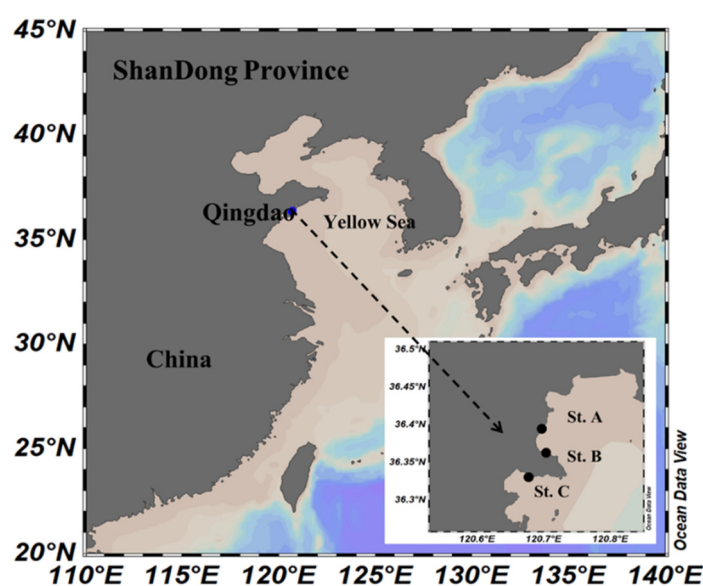 45°N
ShanDong Province
40°N
Qingdao
Yellow Sea
35°N
30°N
China
25°N
20°N
110°E 120°E 125°E 130°E 135°E 140°E
Ocean Data View
36.5°N
36.45°N
36.4°N
36.35°N
36.3°N
St. A
St. B
St. C
120.6°E 120.7°E 120.8°E
Ocean Data View